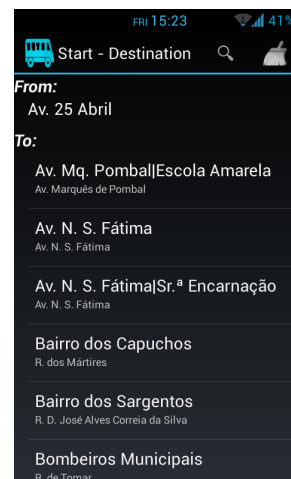 FRI 15:23 41%
Start - Destination
From:
Av. 25 Abril
To:
Av. Mq. Pombal|Escola Amarela
Av. Marquês de Pombal
Av. N. S. Fátima
Av. N. S. Fátima
Av. N. S. Fátima|Sr.ª Encarnação
Av. N. S. Fátima
Bairro dos Capuchos
R. dos Mártires
Bairro dos Sargentos
R. D. José Alves Correia da Silva
Bombeiros Municipais
R. de Tomar